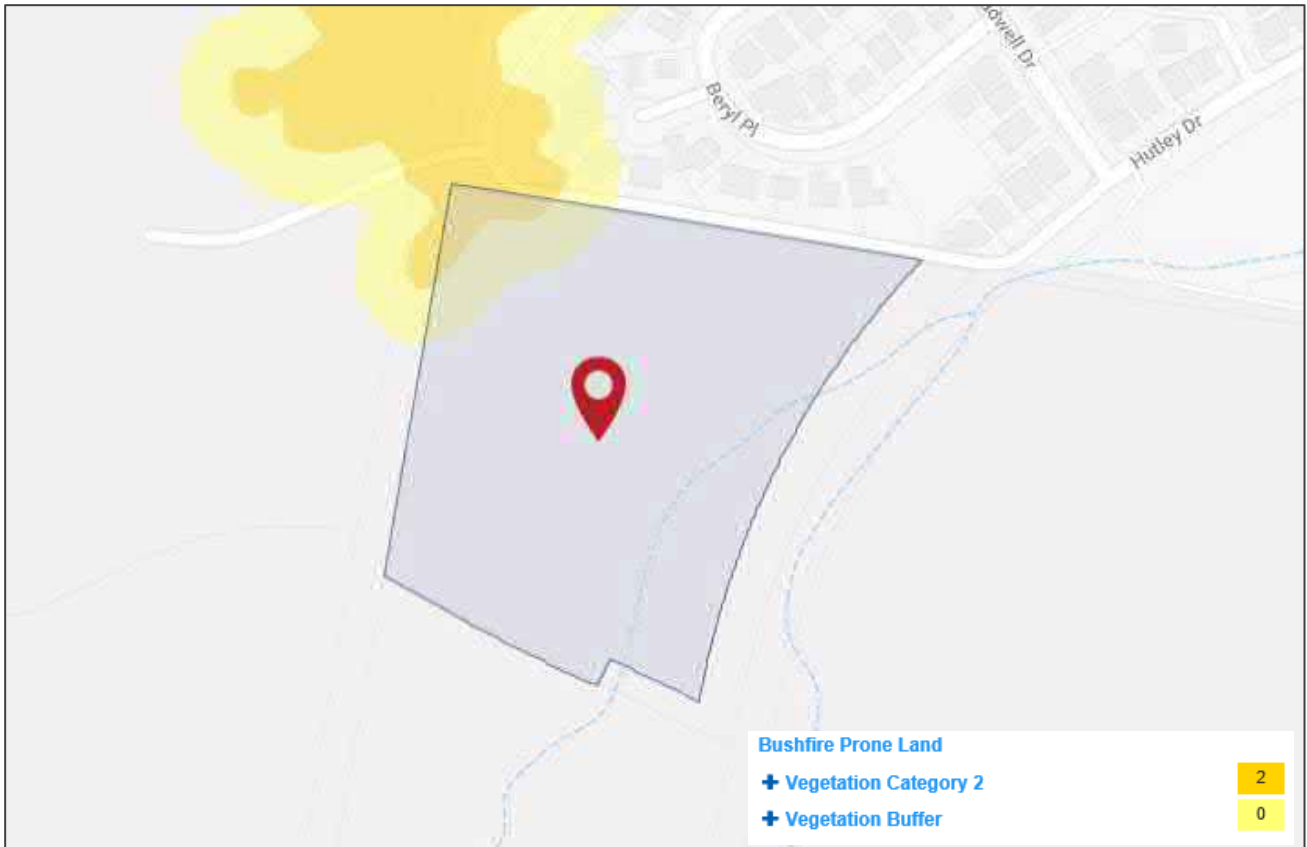 Beryl Pl
Hutley Dr
Bushfire Prone Land
Vegetation Category 2
2
Vegetation Buffer
0